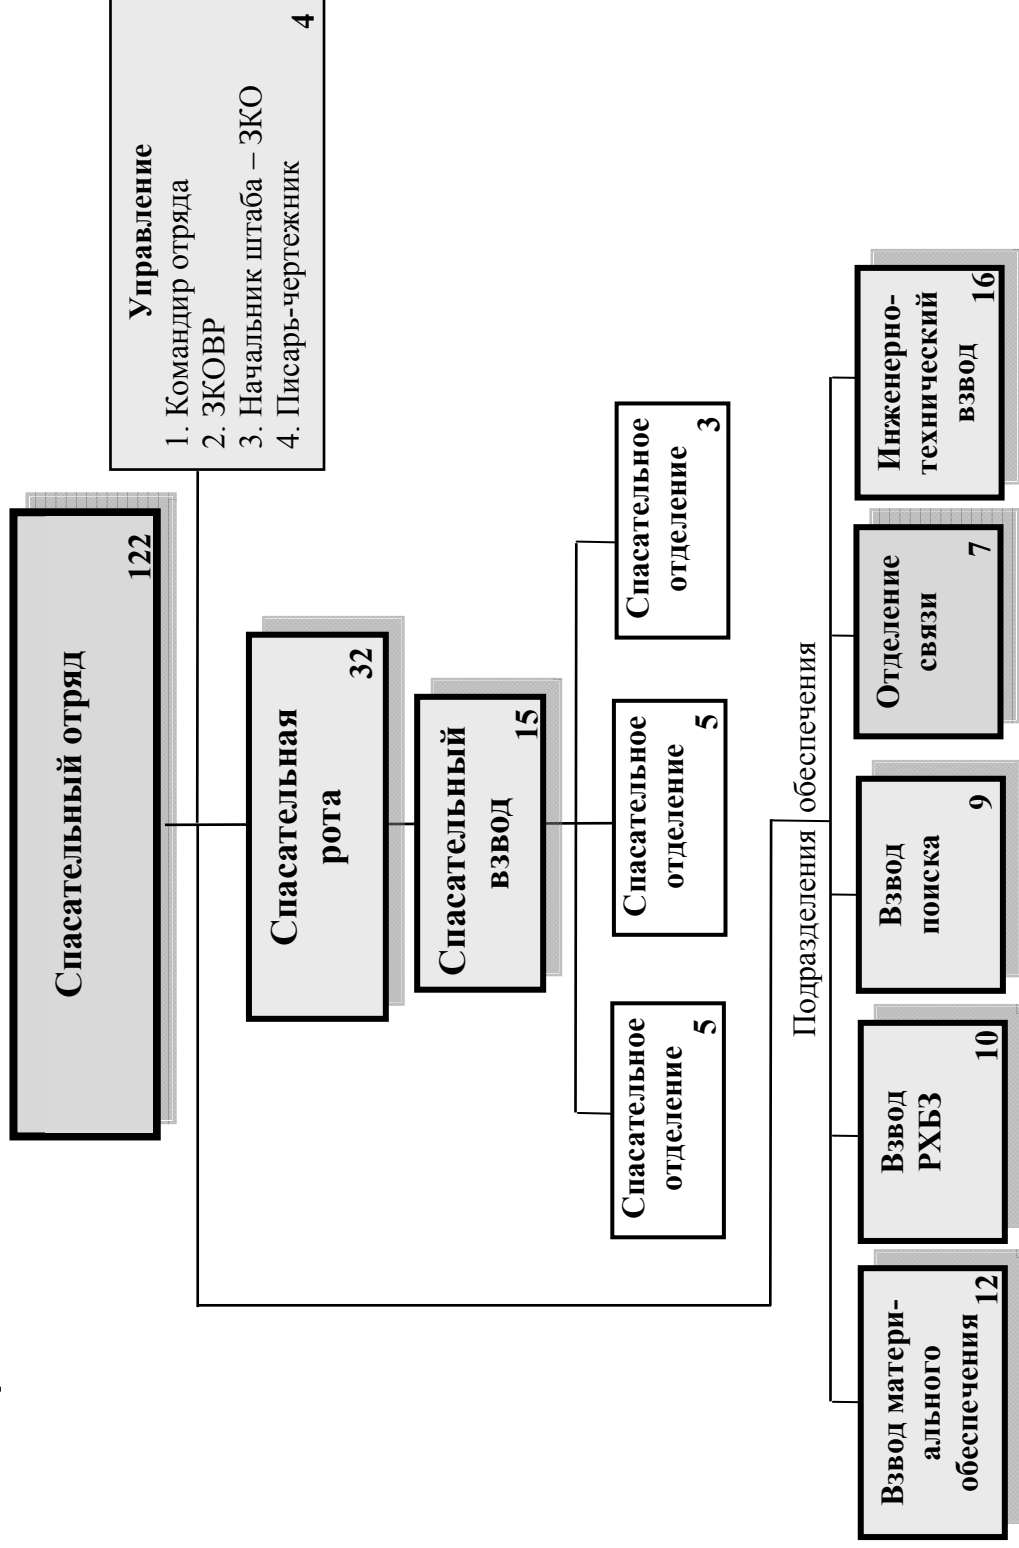 Спасательный отряд
122
Управление
1. Командир отряда
2. ЗКОВР
3. Начальник штаба – ЗКО
4. Писарь-чертежник
4
Спасательная
рота
32
Спасательный
взвод
15
Спасательное
отделение
5
Спасательное
отделение
5
Спасательное
отделение
3
Подразделения обеспечения
Взвод матери-
ального
обеспечения
12
Взвод
РХБЗ
10
Взвод
поиска
9
Отделение
связи
7
Инженерно-
технический
взвод
16